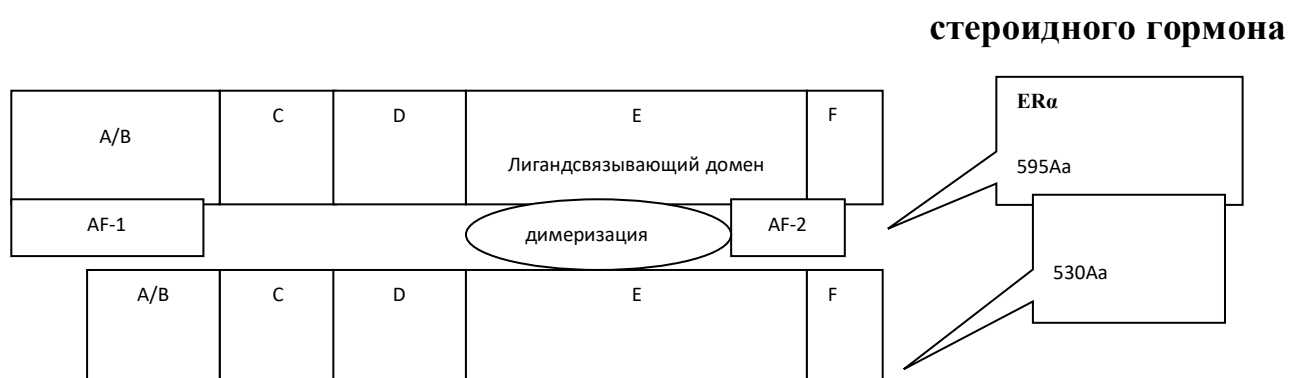 стероидного гормона
A/B
C
D
E
F
Лигандсвязывающий домен
ERα
595Aa
AF-1
димеризация
AF-2
530Aa
A/B
C
D
E
F